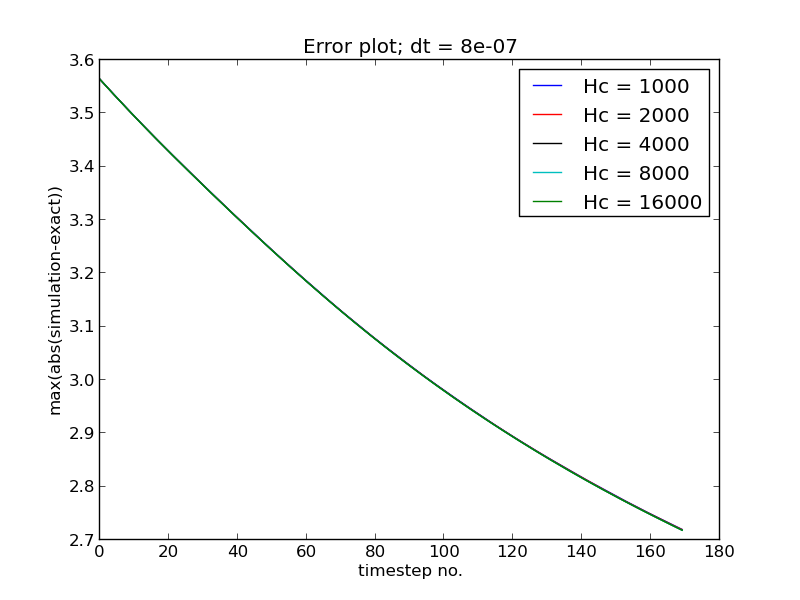 Error plot; dt = 8e-07
3.6
3.5
3.4
3.3
3.2
3.1
3.0
2.9
2.8
2.7
max(abs(simulation-exact))
Hc = 1000
Hc = 2000
Hc = 4000
Hc = 8000
Hc = 16000
0 20 40 60 80 100 120 140 160 180
timestep no.